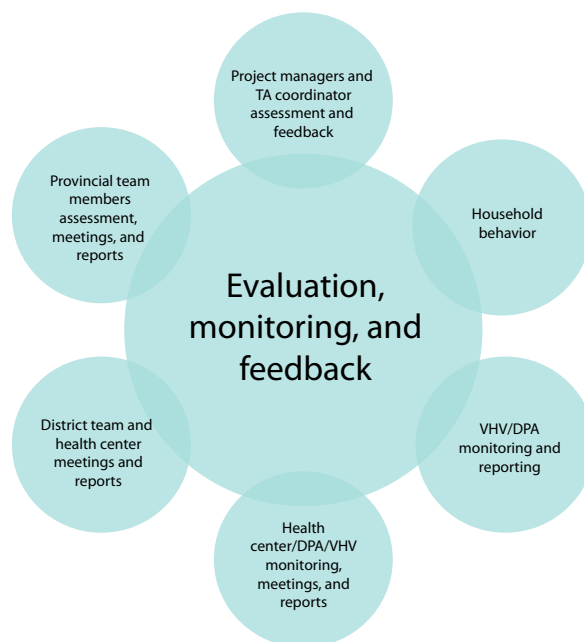 Project managers and
TA coordinator
assessment and
feedback
Provincial team
members
assessment,
meetings, and
reports
Household
behavior
Evaluation,
monitoring, and
feedback
District team and
health center
meetings and
reports
VHV/DPA
monitoring and
reporting
Health
center/DPA/VHV
monitoring,
meetings, and
reports